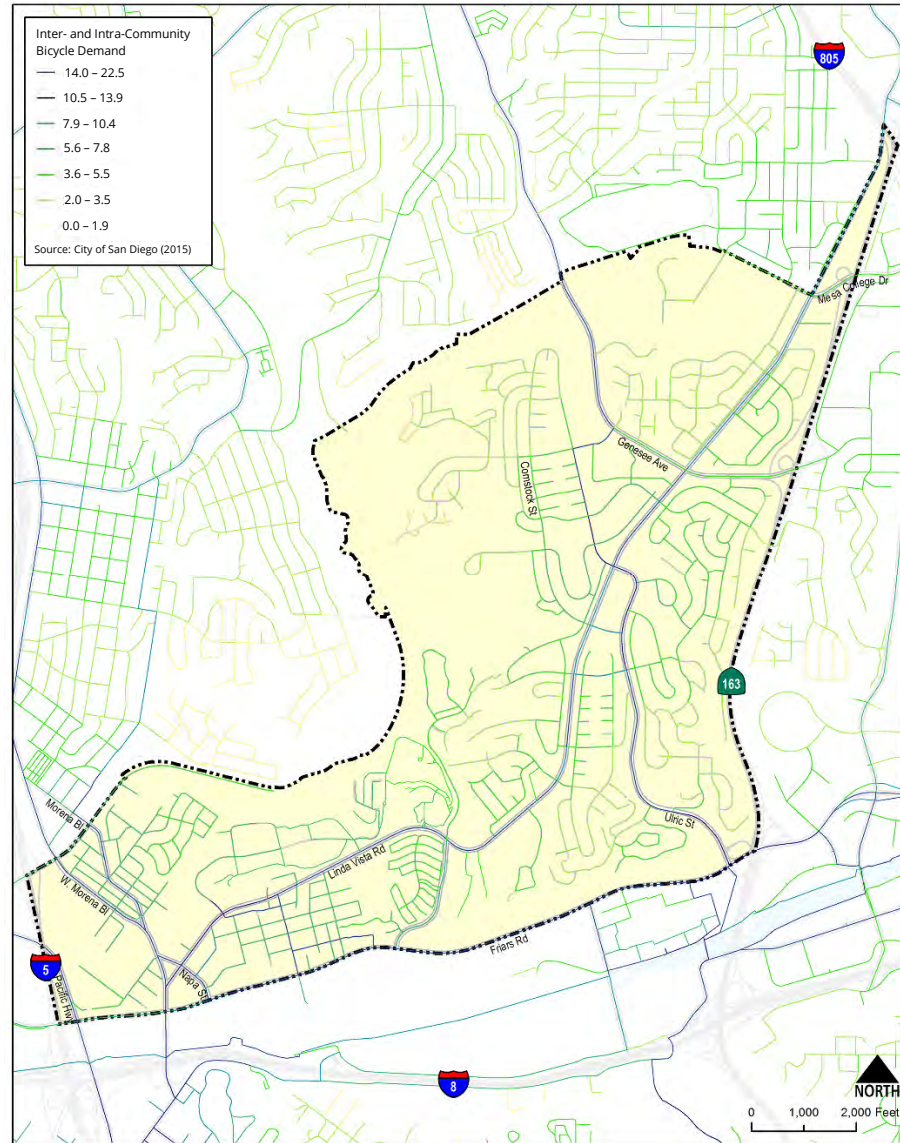 Inter- and Intra-Community
Bicycle Demand
14.0 – 22.5
10.5 – 13.9
7.9 – 10.4
5.6 – 7.8
3.6 – 5.5
2.0 – 3.5
0.0 – 1.9
Source: City of San Diego (2015)
805
Mesa College Dr
Genesee Ave
Comstock St
163
Morena Bl
Ulric St
Linda Vista Rd
W. Morena Bl
Friars Rd
5
Napa St
Pacific Hwy
8
NORTH
0 1,000 2,000 Feet